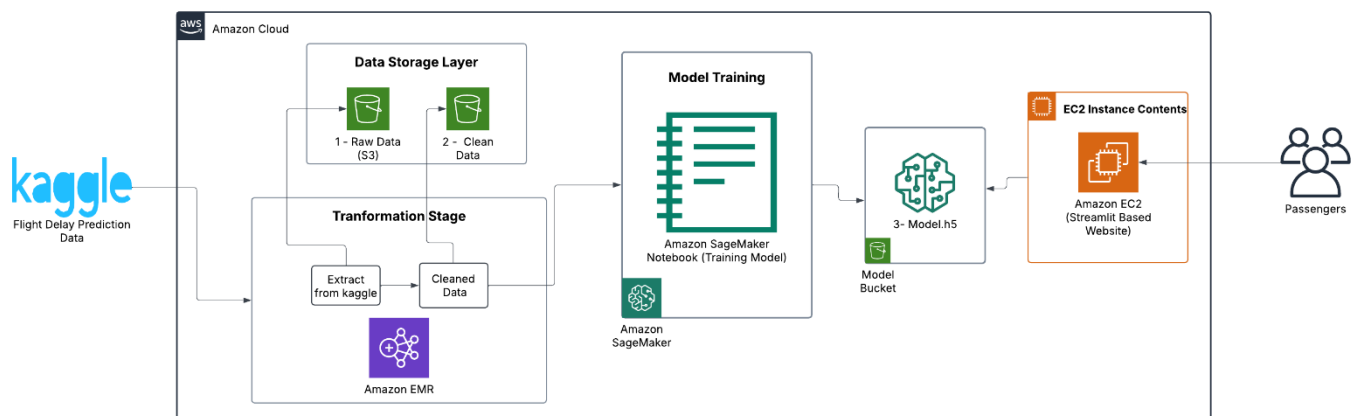 aws
Amazon Cloud
Data Storage Layer
1 - Raw Data
(S3)
2 - Clean
Data
kaggle
Flight Delay Prediction
Data
Tranformation Stage
Extract
from kaggle
Cleaned
Data
Amazon EMR
Model Training
Amazon SageMaker
Notebook (Training Model)
Amazon
SageMaker
3- Model.h5
Model
Bucket
EC2 Instance Contents
Amazon EC2
(Streamlit Based
Website)
Passengers